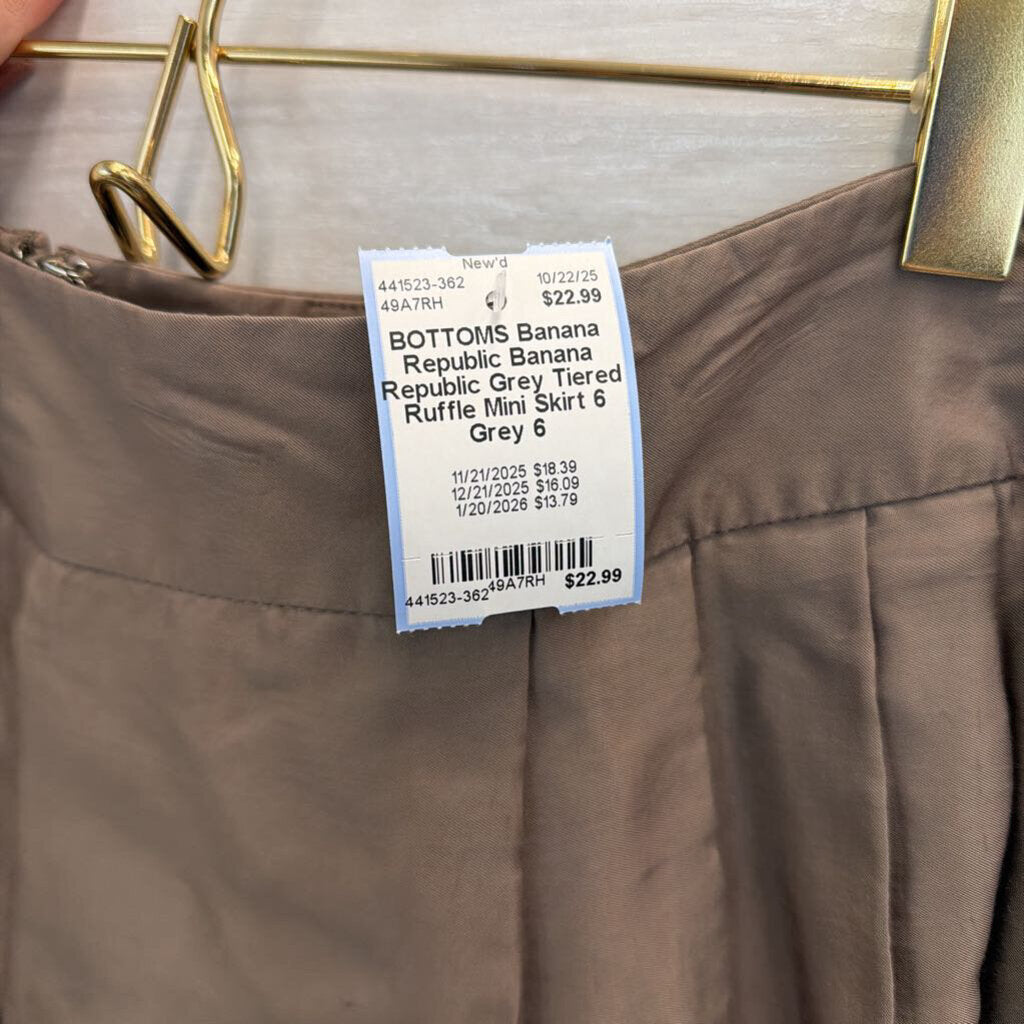 New'd
441523-362 10/22/25
49A7RH $22.99
BOTTOMS Banana
Republic Banana
Republic Grey Tiered
Ruffle Mini Skirt 6
Grey 6
11/21/2025 $18.39
12/21/2025 $16.09
1/20/2026 $13.79
441523-362 49A7RH $22.99